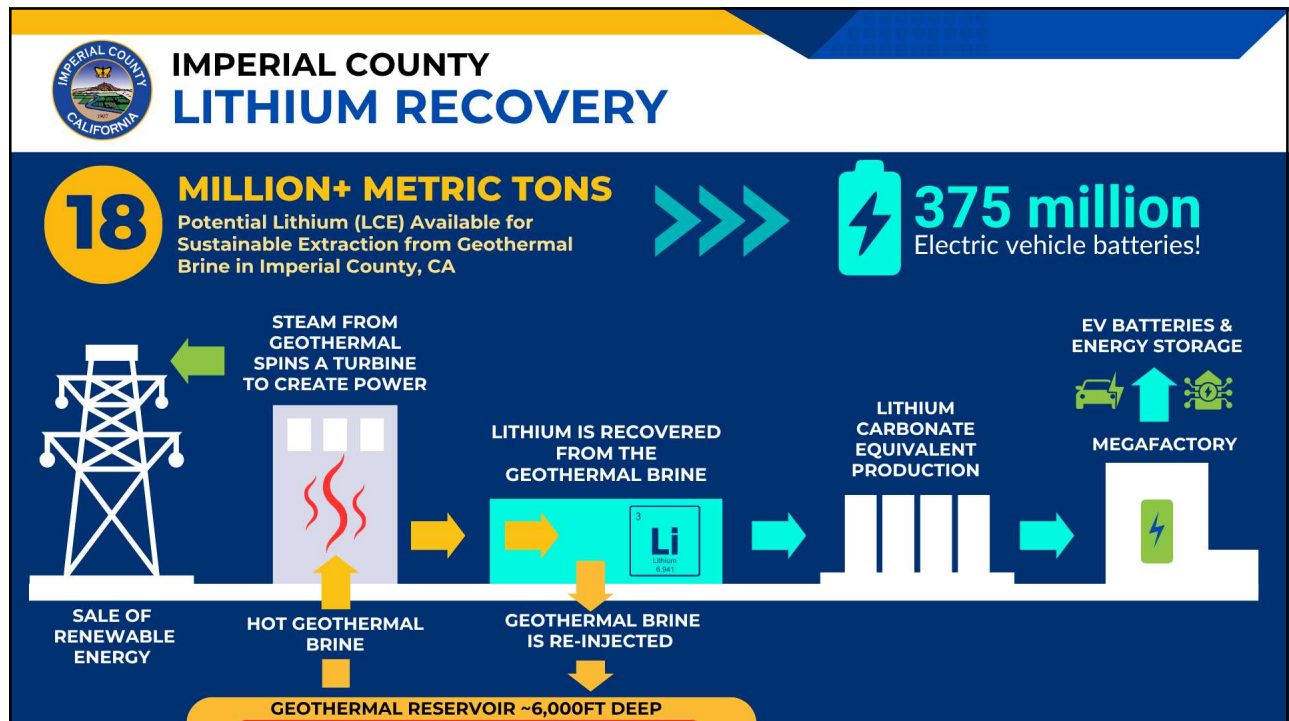 IMPERIAL COUNTY
CALIFORNIA
1907
IMPERIAL COUNTY
LITHIUM RECOVERY
18
MILLION+ METRIC TONS
Potential Lithium (LCE) Available for
Sustainable Extraction from Geothermal
Brine in Imperial County, CA
375 million
Electric vehicle batteries!
STEAM FROM
GEOTHERMAL
SPINS A TURBINE
TO CREATE POWER
EV BATTERIES &
ENERGY STORAGE
LITHIUM IS RECOVERED
FROM THE
GEOTHERMAL BRINE
LITHIUM
CARBONATE
EQUIVALENT
PRODUCTION
MEGAFACTORY
3
Li
Lithium
6.941
SALE OF
RENEWABLE
ENERGY
HOT GEOTHERMAL
BRINE
GEOTHERMAL BRINE
IS RE-INJECTED
GEOTHERMAL RESERVOIR ~6,000FT DEEP